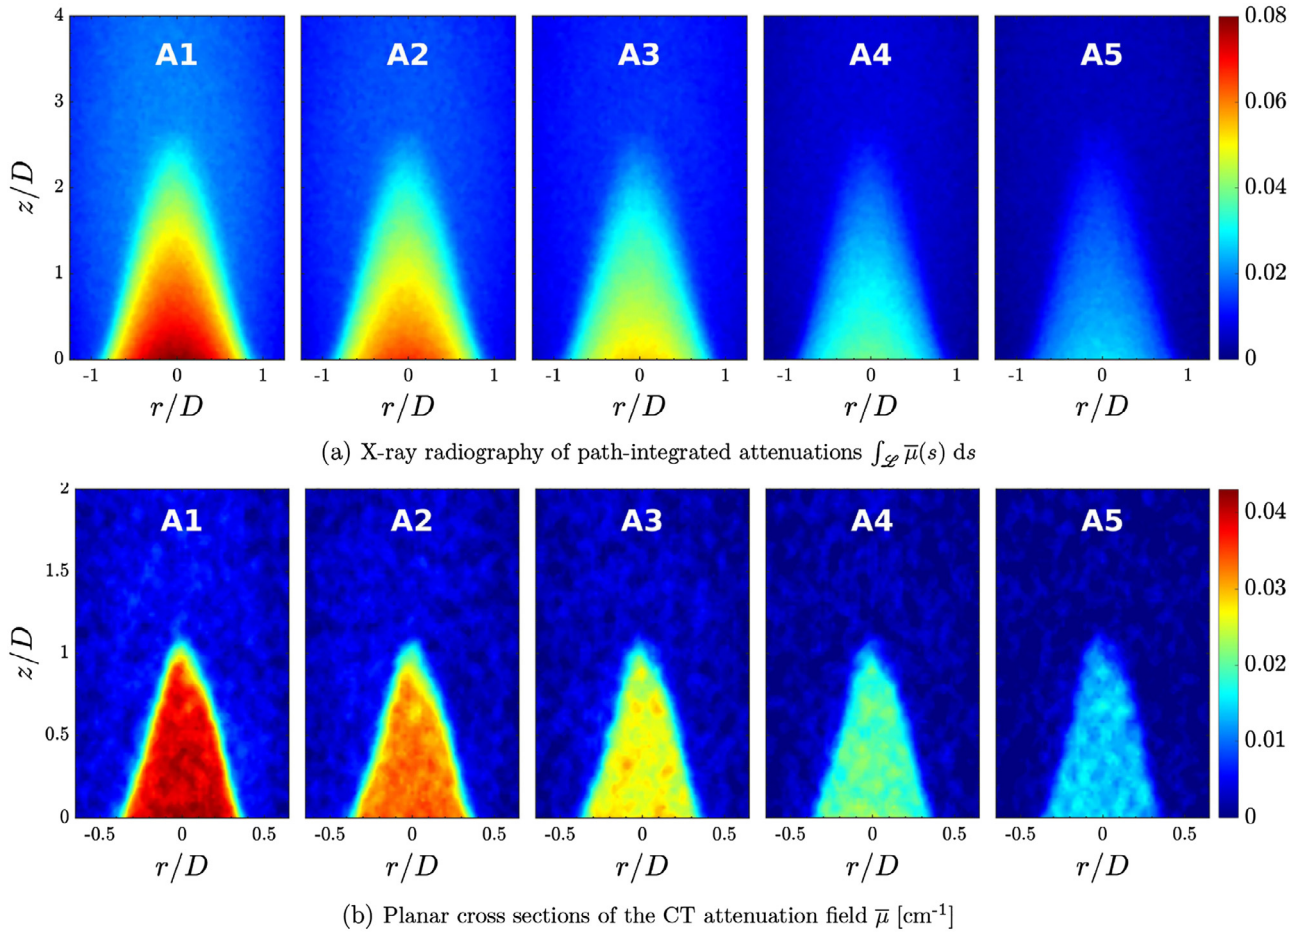 A1 A2 A3 A4 A5
4 0.08
3 0.06
z/D
2 0.04
1 0.02
0 0
-1 0 1 -1 0 1 -1 0 1 -1 0 1 -1 0 1
r/D r/D r/D r/D r/D
(a) X-ray radiography of path-integrated attenuations ∫ℒ μ̅(s) ds
2
A1 A2 A3 A4 A5
0.04
1.5
0.03
z/D
1 0.02
0.5 0.01
0 0
-0.5 0 0.5 -0.5 0 0.5 -0.5 0 0.5 -0.5 0 0.5 -0.5 0 0.5
r/D r/D r/D r/D r/D
(b) Planar cross sections of the CT attenuation field μ̅ [cm⁻¹]